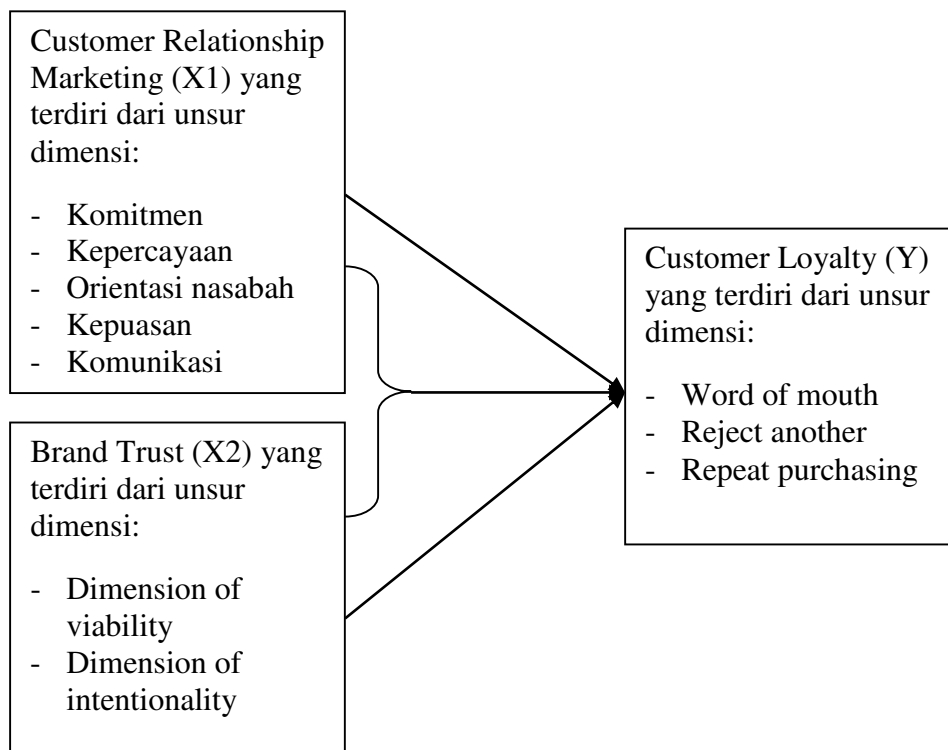 Customer Relationship
Marketing (X1) yang
terdiri dari unsur
dimensi:
- Komitmen
- Kepercayaan
- Orientasi nasabah
- Kepuasan
- Komunikasi
Brand Trust (X2) yang
terdiri dari unsur
dimensi:
- Dimension of
viability
- Dimension of
intentionality
Customer Loyalty (Y)
yang terdiri dari unsur
dimensi:
- Word of mouth
- Reject another
- Repeat purchasing